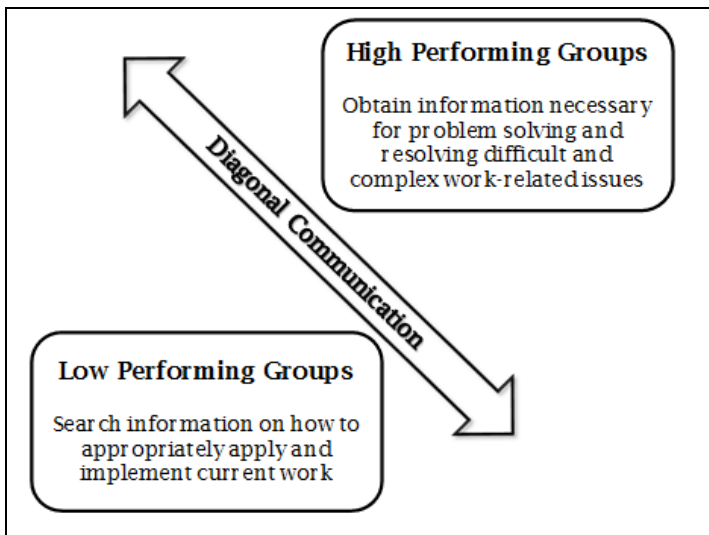 High Performing Groups
Obtain information necessary
for problem solving and
resolving difficult and
complex work-related issues
Diagonal Communication
Low Performing Groups
Search information on how to
appropriately apply and
implement current work